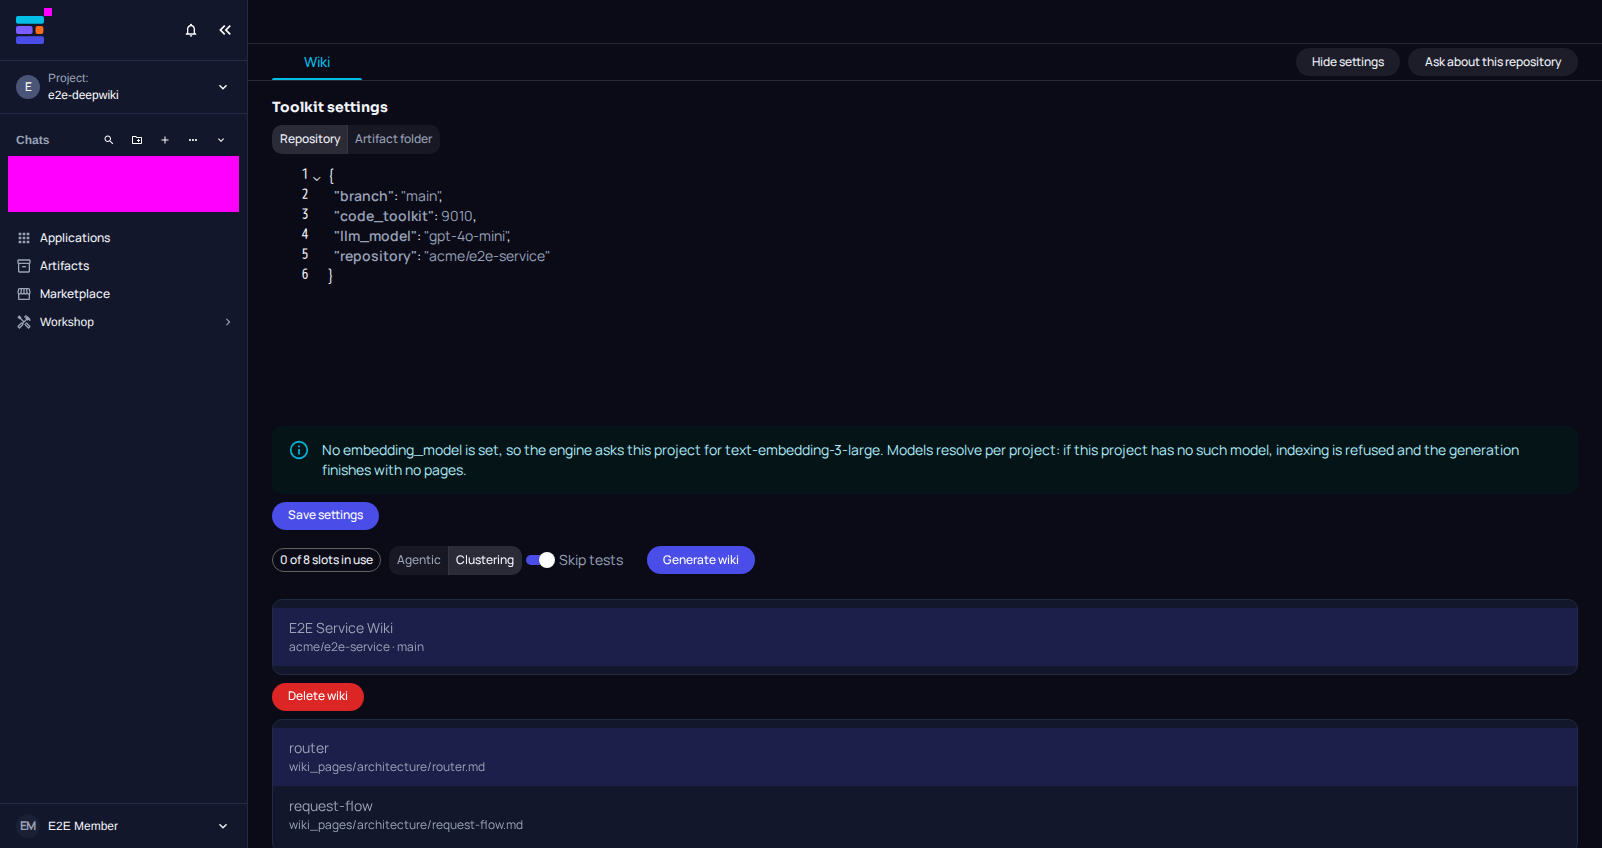 Project:
E
e2e-deepwiki
Chats
Applications
Artifacts
Marketplace
Workshop
EM
E2E Member
Wiki
Hide settings
Ask about this repository
Toolkit settings
Repository
Artifact folder
1 {
2 "branch": "main",
3 "code_toolkit": 9010,
4 "llm_model": "gpt-4o-mini",
5 "repository": "acme/e2e-service"
6 }
No embedding_model is set, so the engine asks this project for text-embedding-3-large. Models resolve per project: if this project has no such model, indexing is refused and the generation
finishes with no pages.
Save settings
0 of 8 slots in use
Agentic
Clustering
Skip tests
Generate wiki
E2E Service Wiki
acme/e2e-service · main
Delete wiki
router
wiki_pages/architecture/router.md
request-flow
wiki_pages/architecture/request-flow.md